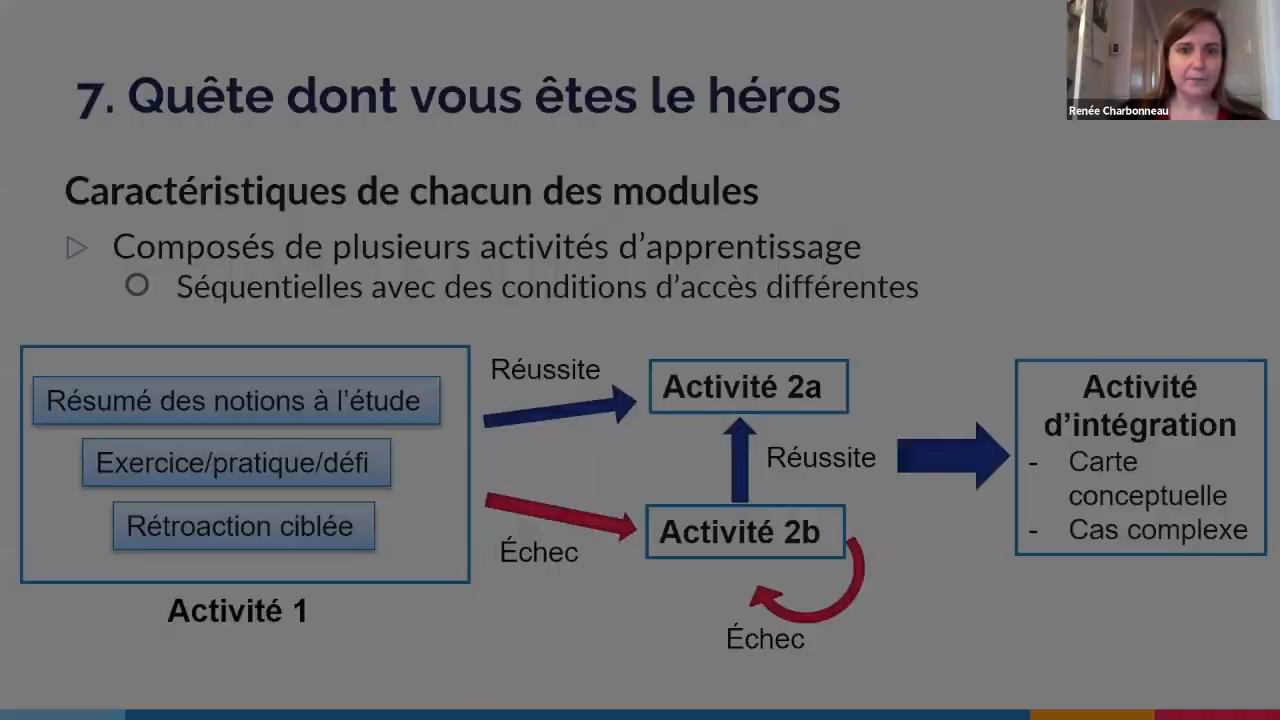 7. Quête dont vous êtes le héros
Renée Charbonneau
Caractéristiques de chacun des modules
Composés de plusieurs activités d’apprentissage
Séquentielles avec des conditions d’accès différentes
Résumé des notions à l’étude
Exercice/pratique/défi
Rétroaction ciblée
Activité 1
Réussite
Échec
Activité 2a
Réussite
Activité 2b
Échec
Activité
d’intégration
- Carte
conceptuelle
- Cas complexe